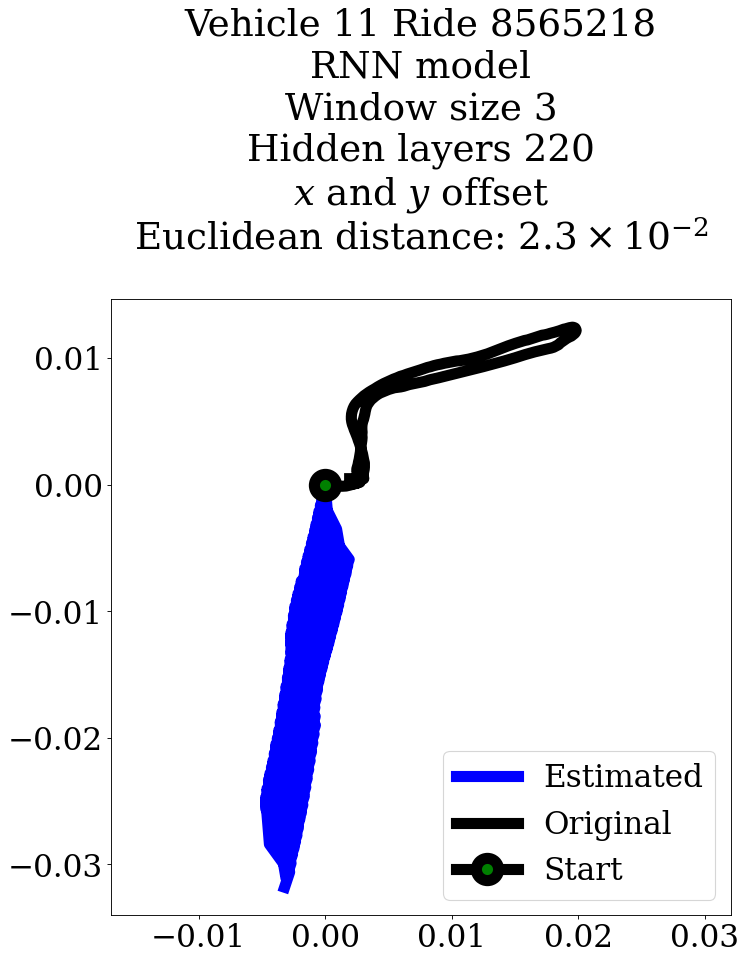 Vehicle 11 Ride 8565218
RNN model
Window size 3
Hidden layers 220
x and y offset
Euclidean distance: 2.3 × 10⁻²
0.01
0.00
−0.01
−0.02
−0.03
Estimated
Original
Start
−0.01 0.00 0.01 0.02 0.03